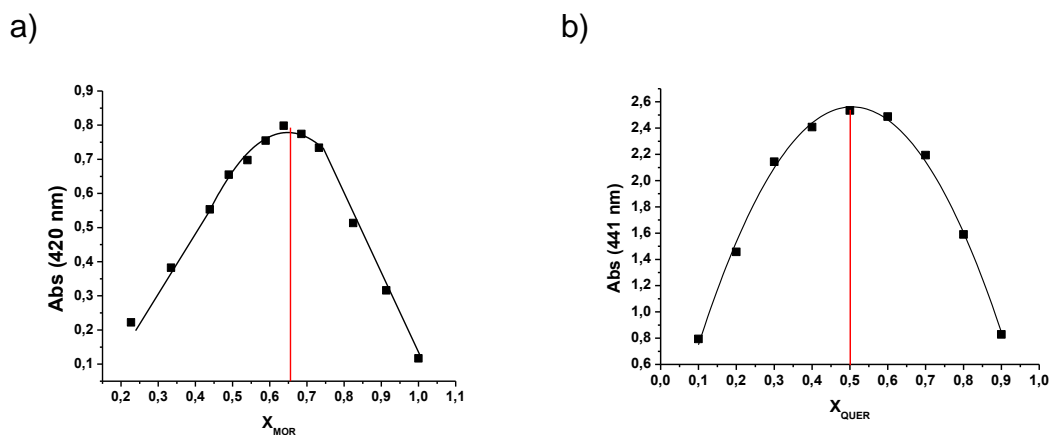 a)
0,9
0,8
0,7
0,6
0,5
0,4
0,3
0,2
0,1
Abs (420 nm)
0,2 0,3 0,4 0,5 0,6 0,7 0,8 0,9 1,0 1,1
X_MOR
b)
2,6
2,4
2,2
2,0
1,8
1,6
1,4
1,2
1,0
0,8
0,6
Abs (441 nm)
0,0 0,1 0,2 0,3 0,4 0,5 0,6 0,7 0,8 0,9 1,0
X_QUER